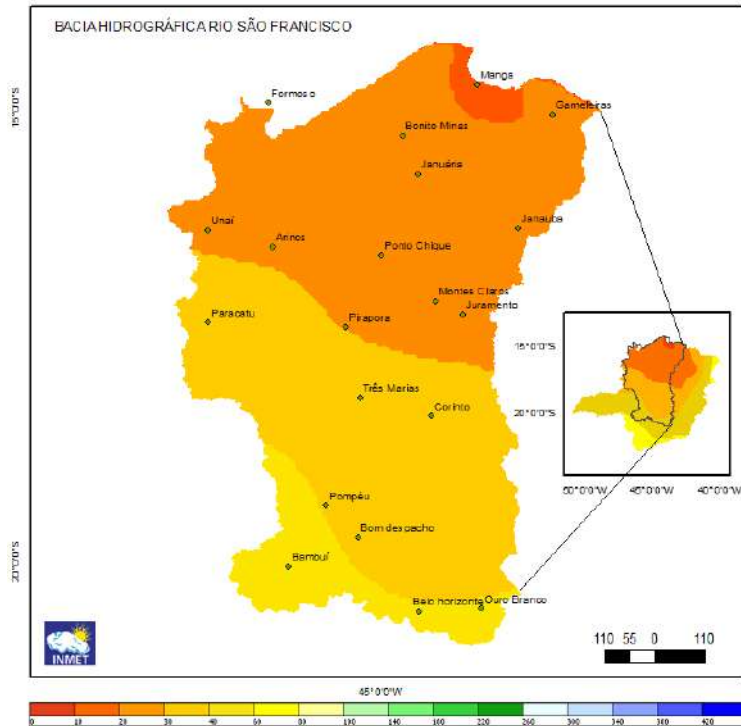 BACIA HIDROGRÁFICA RIO SÃO FRANCISCO
Manga
Formoso
Gameleiras
15°0'0"S
Bonito Minas
Januária
Unaí
Janauba
Arinos
Ponto Chique
Montes Claros
Juramento
Paracatu
Pirapora
15°0'0"S
Três Marias
Corinto
20°0'0"S
50°0'0"W 45°0'0"W 40°0'0"W
Pompéu
Bom despacho
20°0'0"S
Bambuí
Belo horizonte
Ouro Branco
INMET
110 55 0 110
45°0'0"W
0 10 20 30 40 60 80 100 140 180 220 260 300 340 380 420